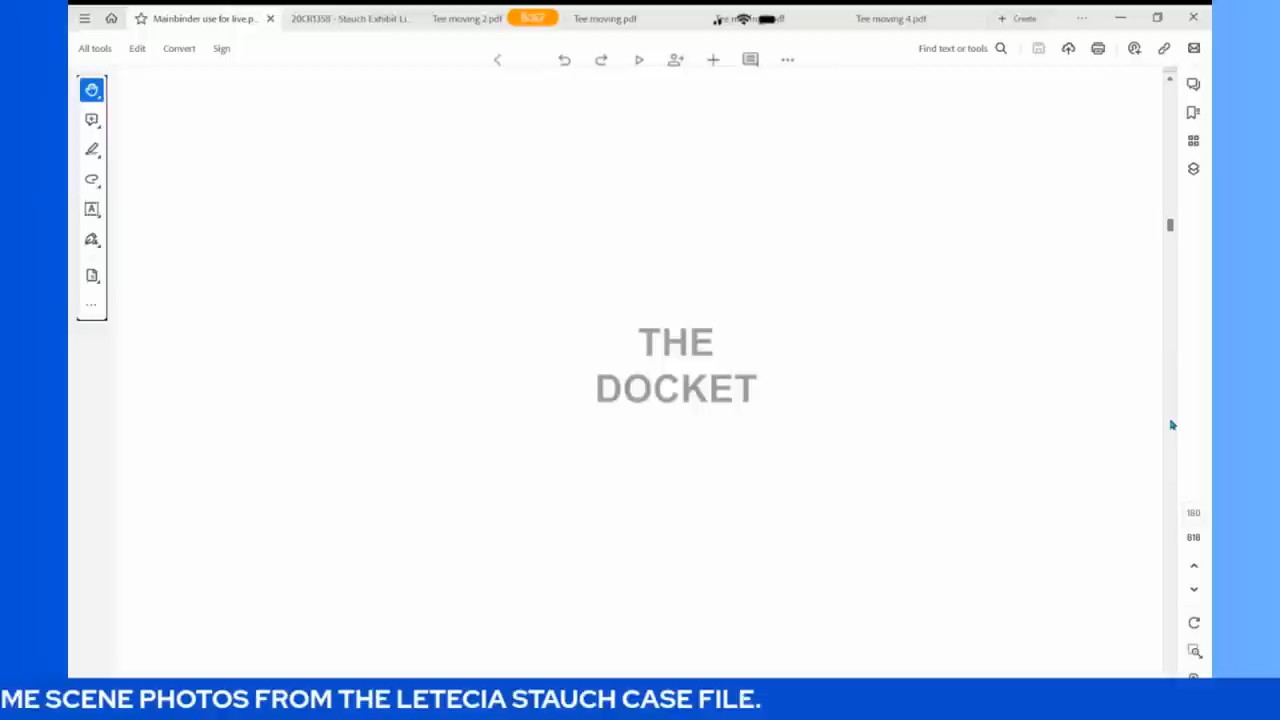 Mainbinder use for live.p..
20CR1358 - Stauch Exhibit Li..
Tee moving 2.pdf
Tee moving.pdf
Tee moving 4.pdf
Create
All tools
Edit
Convert
Sign
Find text or tools
THE
DOCKET
180
818
ME SCENE PHOTOS FROM THE LETECIA STAUCH CASE FILE.